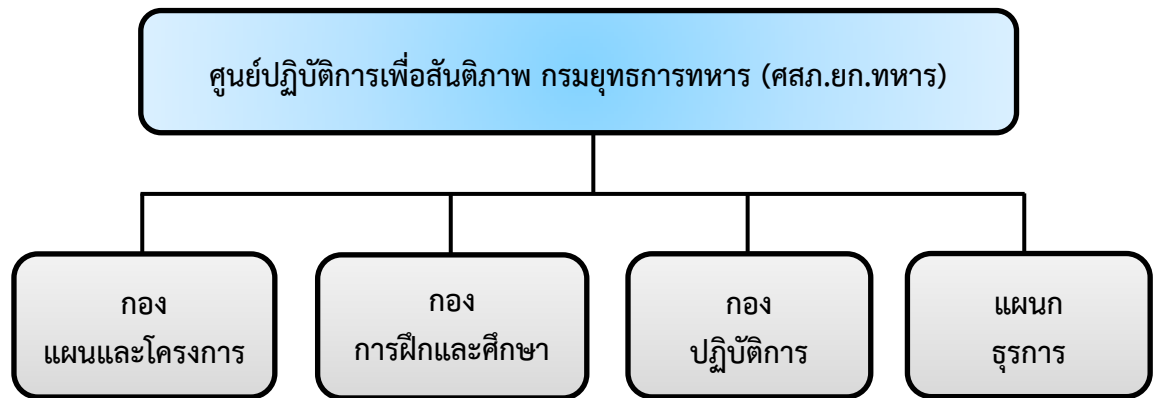 ศูนย์ปฏิบัติการเพื่อสันติภาพ กรมยุทธการทหาร (ศสภ.ยก.ทหาร)
กอง
แผนและโครงการ
กอง
การฝึกและศึกษา
กอง
ปฏิบัติการ
แผนก
ธุรการ